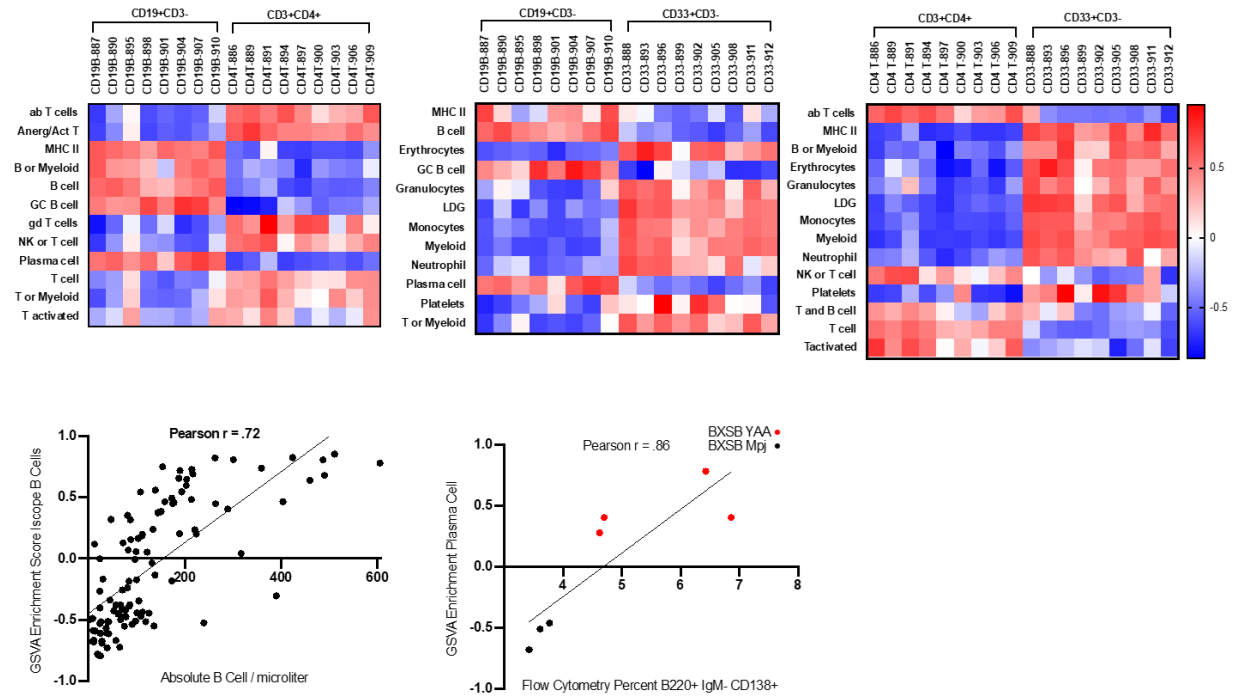 CD19+CD3-
CD3+CD4+
CD19B-887
CD19B-890
CD19B-895
CD19B-898
CD19B-901
CD19B-904
CD19B-907
CD19B-910
CD4T-886
CD4T-889
CD4T-891
CD4T-894
CD4T-897
CD4T-900
CD4T-903
CD4T-906
CD4T-909
ab T cells
Anerg/Act T
MHC II
B or Myeloid
B cell
GC B cell
gd T cells
NK or T cell
Plasma cell
T cell
T or Myeloid
T activated
CD19+CD3-
CD33+CD3-
CD19B-887
CD19B-890
CD19B-895
CD19B-898
CD19B-901
CD19B-904
CD19B-907
CD19B-910
CD33-888
CD33-893
CD33-896
CD33-899
CD33-902
CD33-905
CD33-908
CD33-911
CD33-912
MHC II
B cell
Erythrocytes
GC B cell
Granulocytes
LDG
Monocytes
Myeloid
Neutrophil
Plasma cell
Platelets
T or Myeloid
CD3+CD4+
CD33+CD3-
CD4 T-886
CD4 T-889
CD4 T-891
CD4 T-894
CD4 T-897
CD4 T-900
CD4 T-903
CD4 T-906
CD4 T-909
CD33-888
CD33-893
CD33-896
CD33-899
CD33-902
CD33-905
CD33-908
CD33-911
CD33-912
ab T cells
MHC II
B or Myeloid
Erythrocytes
Granulocytes
LDG
Monocytes
Myeloid
Neutrophil
NK or T cell
Platelets
T and B cell
T cell
Tactivated
0.5
0
-0.5
GSVA Enrichment Score Iscope B Cells
1.0
0.5
0.0
-0.5
-1.0
Pearson r = .72
200
400
600
Absolute B Cell / microliter
GSVA Enrichment Plasma Cell
1.0
0.5
0.0
-0.5
-1.0
Pearson r = .86
BXSB YAA
BXSB Mpj
4
5
6
7
8
Flow Cytometry Percent B220+ IgM- CD138+